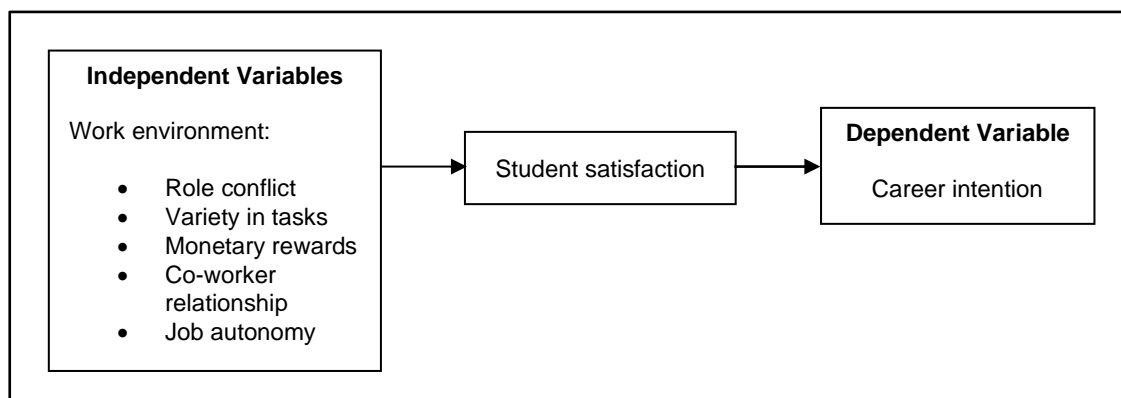 Independent Variables
Work environment:
• Role conflict
• Variety in tasks
• Monetary rewards
• Co-worker
relationship
• Job autonomy
Student satisfaction
Dependent Variable
Career intention